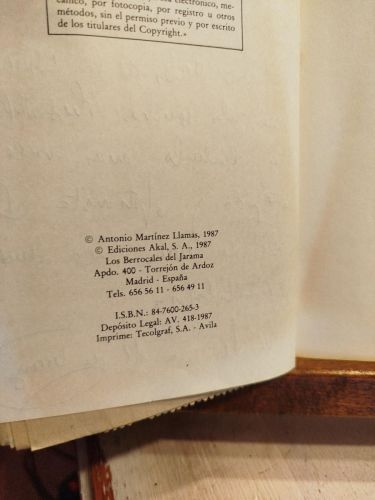 electrónico, me-
cánico, por fotocopia, por registro u otros
métodos, sin el permiso previo y por escrito
de los titulares del Copyright.»
© Antonio Martínez Llamas, 1987
© Ediciones Akal, S. A., 1987
Los Berrocales del Jarama
Apdo. 400 - Torrejón de Ardoz
Madrid - España
Tels. 656 56 11 - 656 49 11
I.S.B.N.: 84-7600-265-3
Depósito Legal: AV. 418-1987
Imprime: Tecolgraf, S.A. - Avila